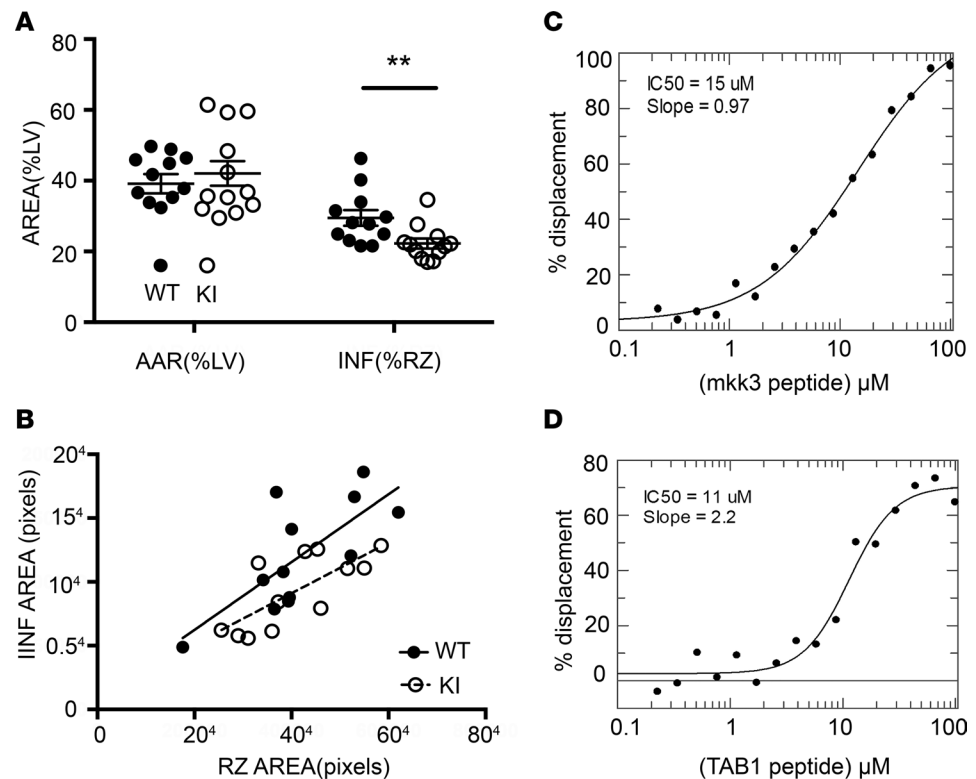 A
80
60
40
20
0
AREA(%LV)
**
WT
KI
AAR(%LV)
INF(%RZ)
B
20⁴
15⁴
10⁴
0.5⁴
0
IINF AREA (pixels)
WT
KI
0
20⁴
40⁴
60⁴
80⁴
RZ AREA(pixels)
C
100
80
60
40
20
0
% displacement
IC50 = 15 uM
Slope = 0.97
0.1
1
10
100
(mkk3 peptide) µM
D
80
60
40
20
0
% displacement
IC50 = 11 uM
Slope = 2.2
0.1
1
10
100
(TAB1 peptide) µM